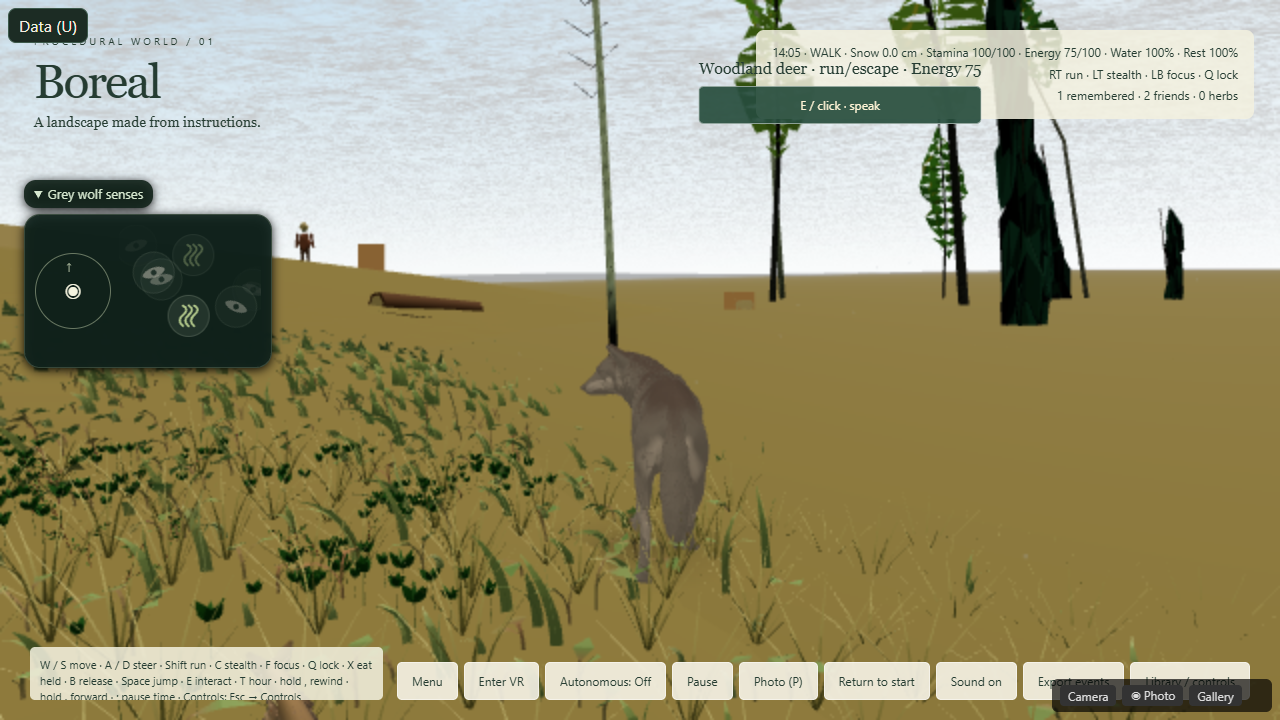 Data (U)
PROCEDURAL WORLD / 01
Boreal
A landscape made from instructions.
14:05 · WALK · Snow 0.0 cm · Stamina 100/100 · Energy 75/100 · Water 100% · Rest 100%
Woodland deer · run/escape · Energy 75
RT run · LT stealth · LB focus · Q lock
1 remembered · 2 friends · 0 herbs
E / click · speak
▼ Grey wolf senses
↑
W / S move · A / D steer · Shift run · C stealth · F focus · Q lock · X eat
held · B release · Space jump · E interact · T hour · hold , rewind ·
hold . forward · ; pause time · Controls: Esc → Controls
Menu
Enter VR
Autonomous: Off
Pause
Photo (P)
Return to start
Sound on
Export events
Library / controls
Camera
◉ Photo
Gallery